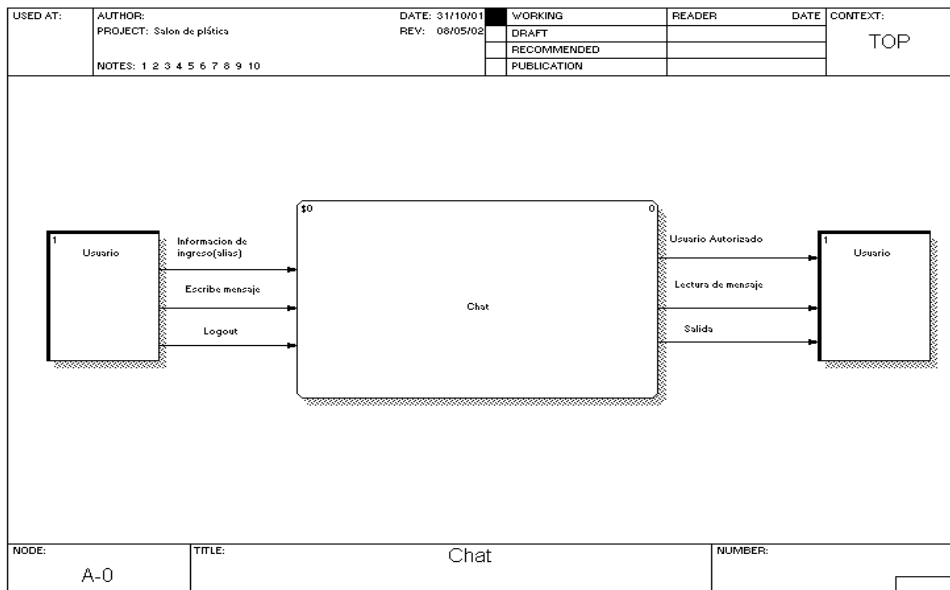 USED AT:
AUTHOR:
DATE: 31/10/01
WORKING
READER
DATE
CONTEXT:
PROJECT: Salon de plática
REV: 08/05/02
DRAFT
TOP
RECOMMENDED
NOTES: 1 2 3 4 5 6 7 8 9 10
PUBLICATION
1
Usuario
Informacion de
ingreso(alias)
Escribe mensaje
Logout
$0
0
Chat
Usuario Autorizado
Lectura de mensaje
Salida
1
Usuario
NODE:
A-0
TITLE:
Chat
NUMBER: